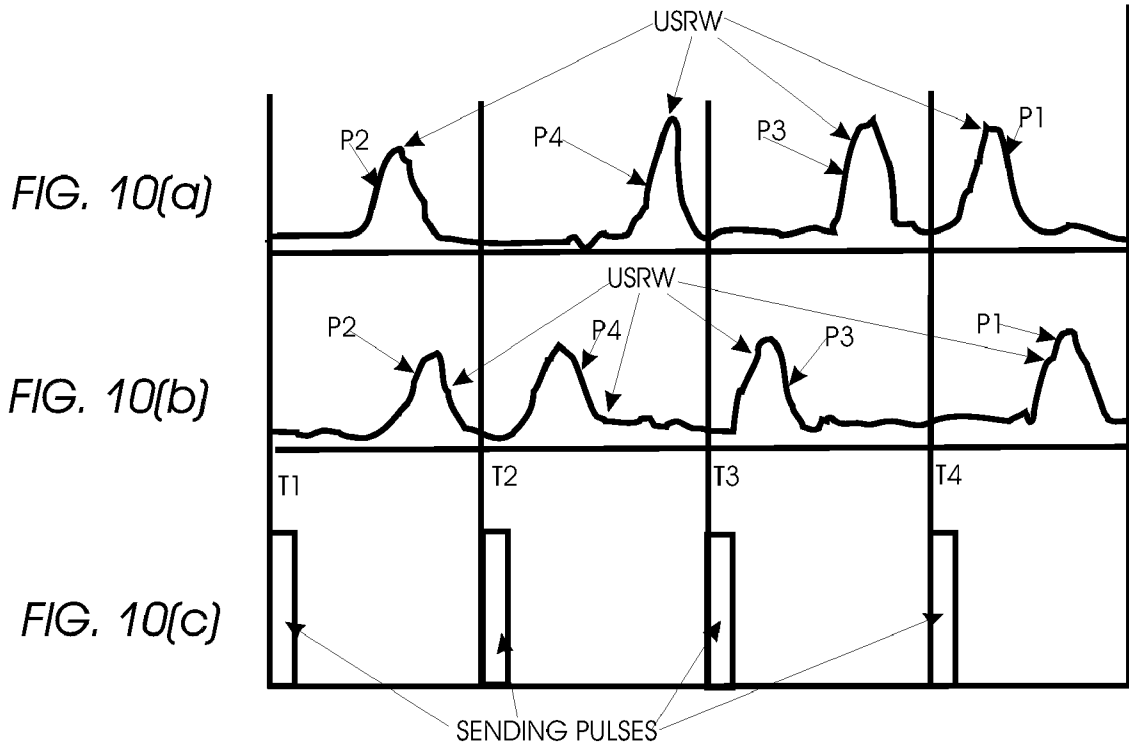 USRW
P2
P4
P3
P1
FIG. 10(a)
USRW
P2
P4
P3
P1
FIG. 10(b)
T1
T2
T3
T4
FIG. 10(c)
SENDING PULSES